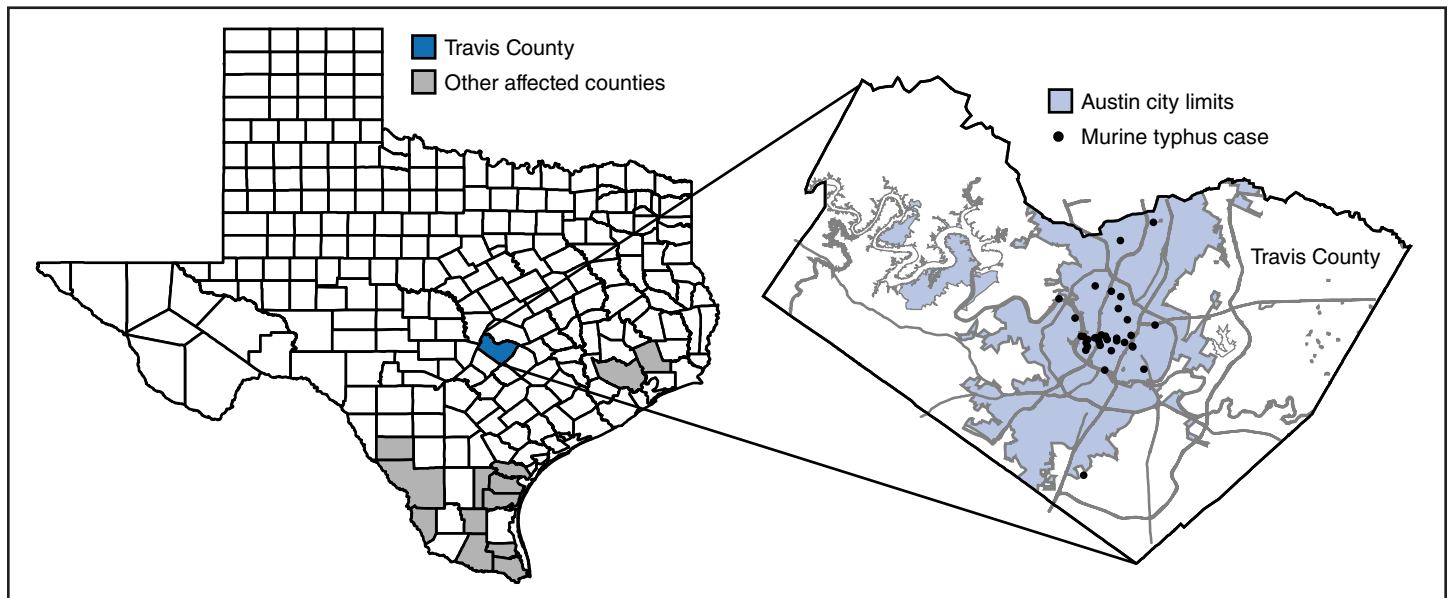 Travis County
Other affected counties
Austin city limits
Murine typhus case
Travis County